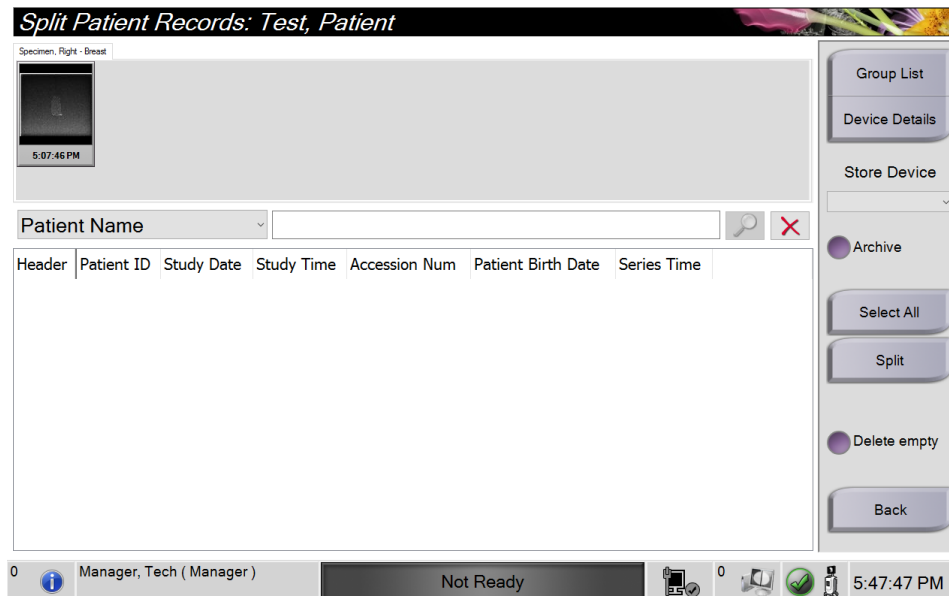 Split Patient Records: Test, Patient
Specimen, Right - Breast
5:07:46 PM
Patient Name
Header Patient ID Study Date Study Time Accession Num Patient Birth Date Series Time
Group List
Device Details
Store Device
Archive
Select All
Split
Delete empty
Back
0 Manager, Tech ( Manager ) Not Ready 0 5:47:47 PM